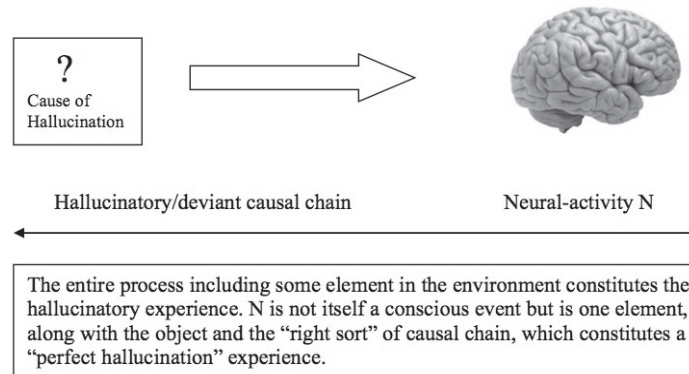 ?
Cause of
Hallucination
Hallucinatory/deviant causal chain
Neural-activity N
The entire process including some element in the environment constitutes the
hallucinatory experience. N is not itself a conscious event but is one element,
along with the object and the “right sort” of causal chain, which constitutes a
“perfect hallucination” experience.